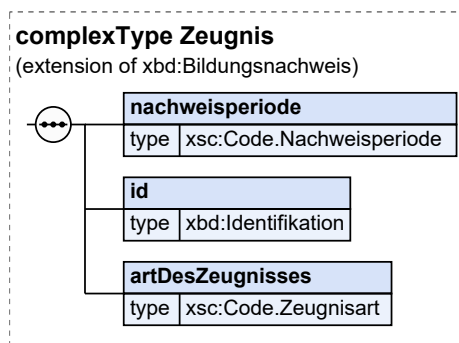 complexType Zeugnis
(extension of xbd:Bildungsnachweis)
nachweisperiode
type xsc:Code.Nachweisperiode
id
type xbd:Identifikation
artDesZeugnisses
type xsc:Code.Zeugnisart